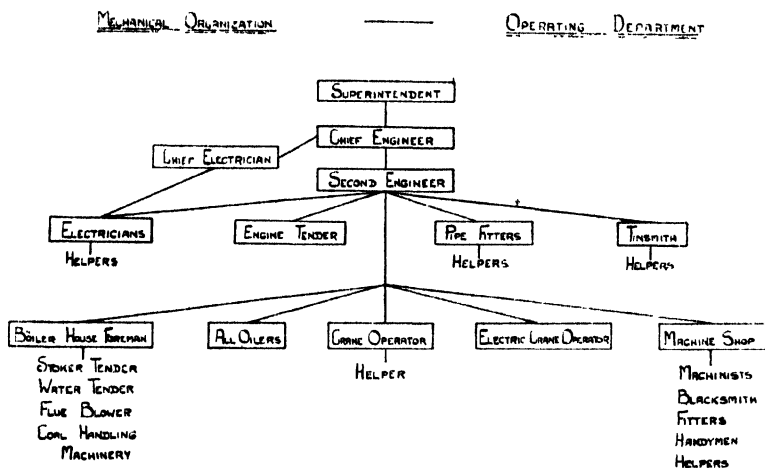 MECHANICAL ORGANIZATION — OPERATING DEPARTMENT
SUPERINTENDENT
CHIEF ENGINEER
CHIEF ELECTRICIAN
SECOND ENGINEER
ELECTRICIANS
ENGINE TENDER
PIPE FITTERS
TINSMITH
HELPERS
HELPERS
HELPERS
BOILER HOUSE FOREMAN
ALL OILERS
CRANE OPERATOR
ELECTRIC CRANE OPERATOR
MACHINE SHOP
STOKER TENDER
WATER TENDER
FLUE BLOWER
COAL HANDLING
MACHINERY
HELPER
MACHINISTS
BLACKSMITH
FITTERS
HANDYMEN
HELPERS